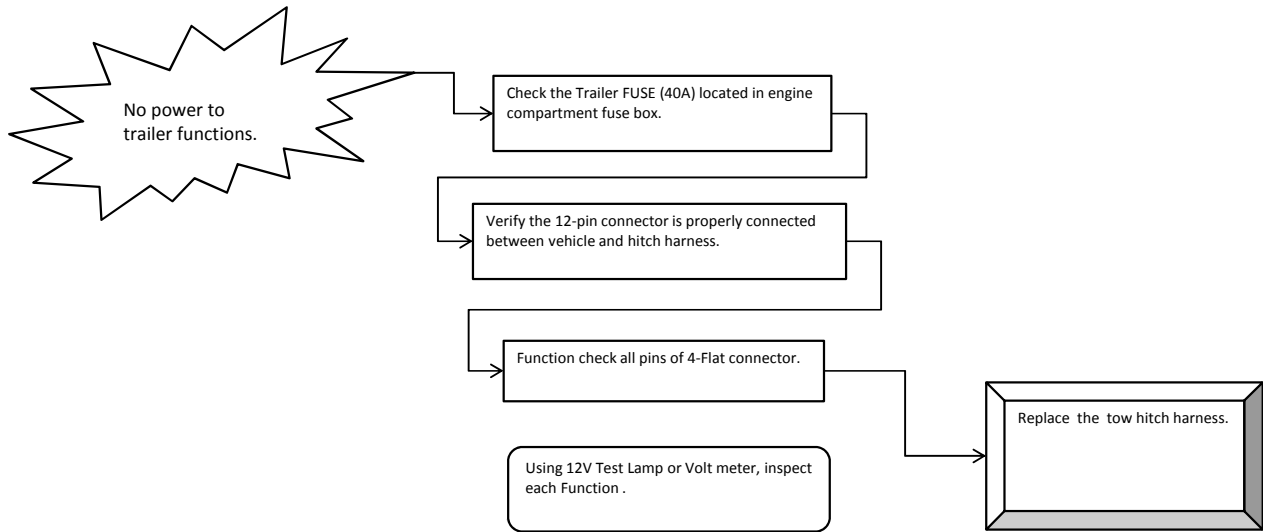 No power to
trailer functions.
Check the Trailer FUSE (40A) located in engine
compartment fuse box.
Verify the 12-pin connector is properly connected
between vehicle and hitch harness.
Function check all pins of 4-Flat connector.
Replace the tow hitch harness.
Using 12V Test Lamp or Volt meter, inspect
each Function .